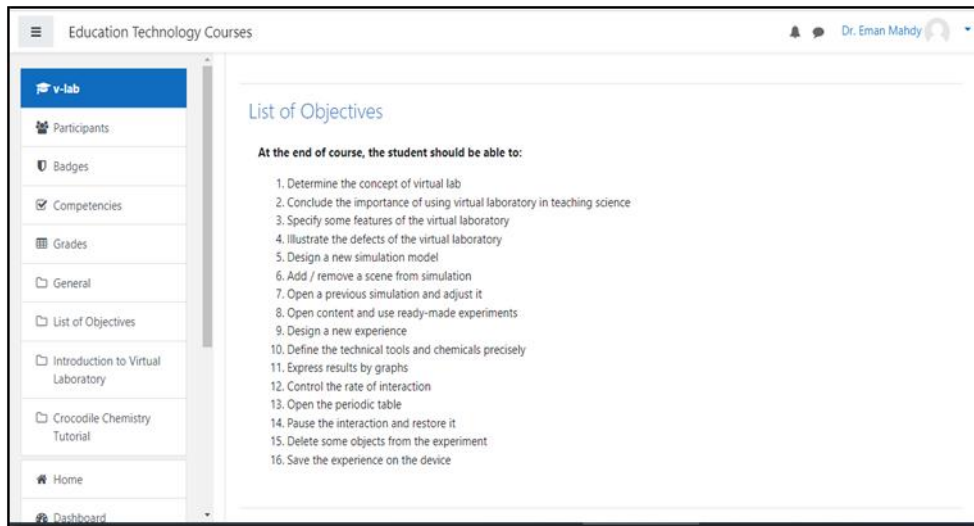 Education Technology Courses
Dr. Eman Mahdy
v-lab
Participants
Badges
Competencies
Grades
General
List of Objectives
Introduction to Virtual
Laboratory
Crocodile Chemistry
Tutorial
Home
Dashboard
List of Objectives
At the end of course, the student should be able to:
1. Determine the concept of virtual lab
2. Conclude the importance of using virtual laboratory in teaching science
3. Specify some features of the virtual laboratory
4. Illustrate the defects of the virtual laboratory
5. Design a new simulation model
6. Add / remove a scene from simulation
7. Open a previous simulation and adjust it
8. Open content and use ready-made experiments
9. Design a new experience
10. Define the technical tools and chemicals precisely
11. Express results by graphs
12. Control the rate of interaction
13. Open the periodic table
14. Pause the interaction and restore it
15. Delete some objects from the experiment
16. Save the experience on the device